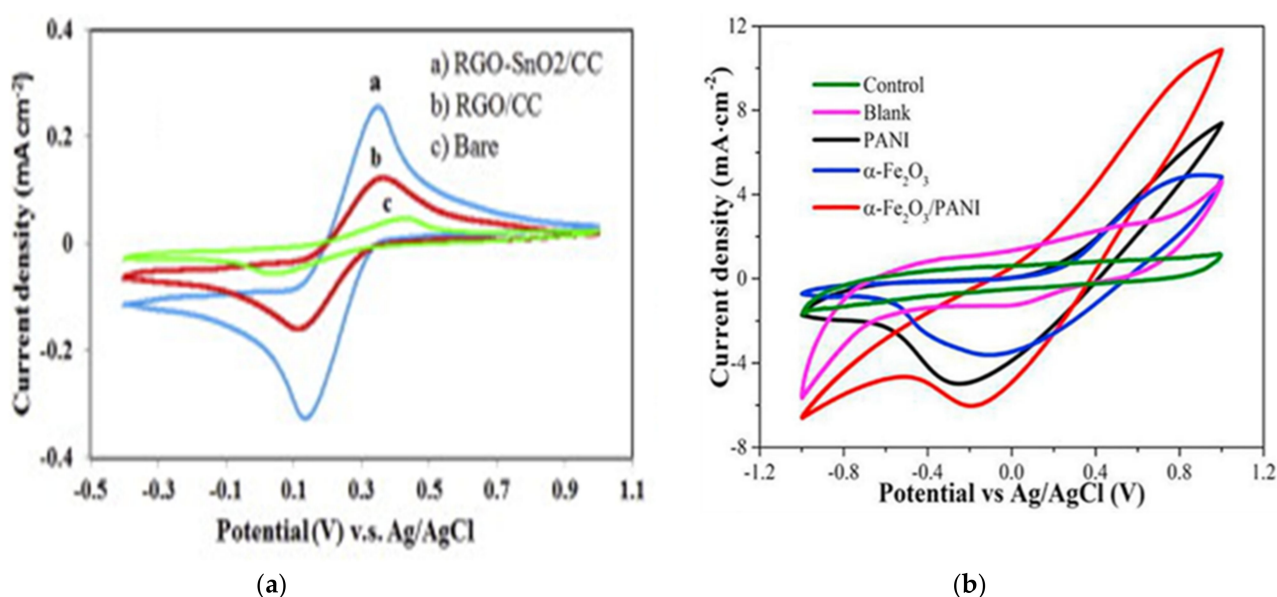 0.4
0.2
0
-0.2
-0.4
Current density (mA cm⁻²)
a) RGO-SnO2/CC
b) RGO/CC
c) Bare
a
b
c
-0.5 -0.3 -0.1 0.1 0.3 0.5 0.7 0.9 1.1
Potential (V) v.s. Ag/AgCl
(a)
12
8
4
0
-4
-8
Current density (mA·cm⁻²)
Control
Blank
PANI
α-Fe₂O₃
α-Fe₂O₃/PANI
-1.2 -0.8 -0.4 0.0 0.4 0.8 1.2
Potential vs Ag/AgCl (V)
(b)